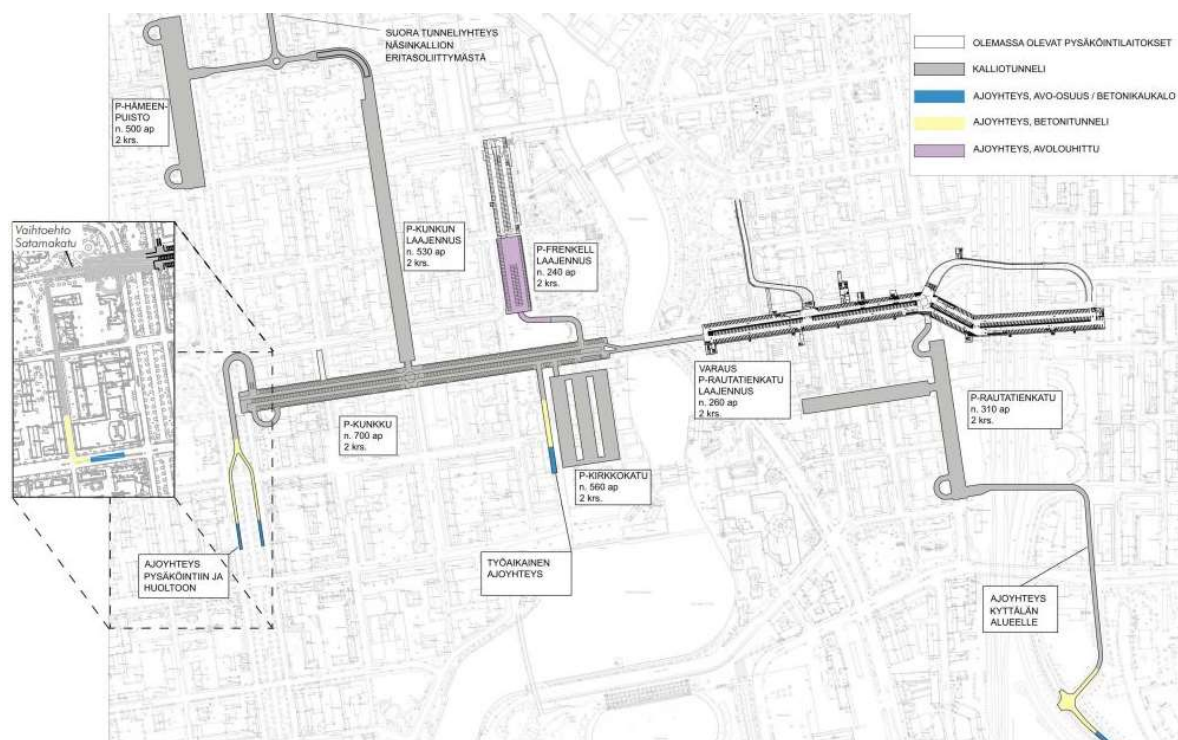 SUORA TUNNELIYHTEYS
NÄSINKALLION
ERITASOLIITTYMÄSTÄ
OLEMASSA OLEVAT PYSÄKÖINTILAITOKSET
KALLIOTUNNELI
AJOYHTEYS, AVO-OSUUS / BETONIKAUKALO
AJOYHTEYS, BETONITUNNELI
AJOYHTEYS, AVOLOUHITTU
P-HÄMEEN-
PUISTO
n. 500 ap
2 krs.
Vaihtoehto
Satamakatu
P-KUNKUN
LAAJENNUS
n. 530 ap
2 krs.
P-FRENKELL
LAAJENNUS
n. 240 ap
2 krs.
P-KUNKKU
n. 700 ap
2 krs.
VARAUS
P-RAUTATIENKATU
LAAJENNUS
n. 260 ap
2 krs.
P-RAUTATIENKATU
n. 310 ap
2 krs.
P-KIRKKOKATU
n. 560 ap
2 krs.
AJOYHTEYS
PYSÄKÖINTIIN JA
HUOLTOON
TYÖAIKAINEN
AJOYHTEYS
AJOYHTEYS
KYTTÄLÄN
ALUEELLE